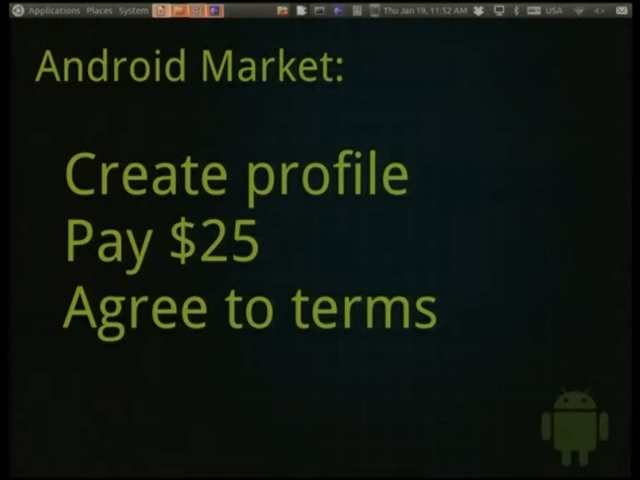 Applications Places System Thu Jan 19, 11:52 AM USA
Android Market:
Create profile
Pay $25
Agree to terms